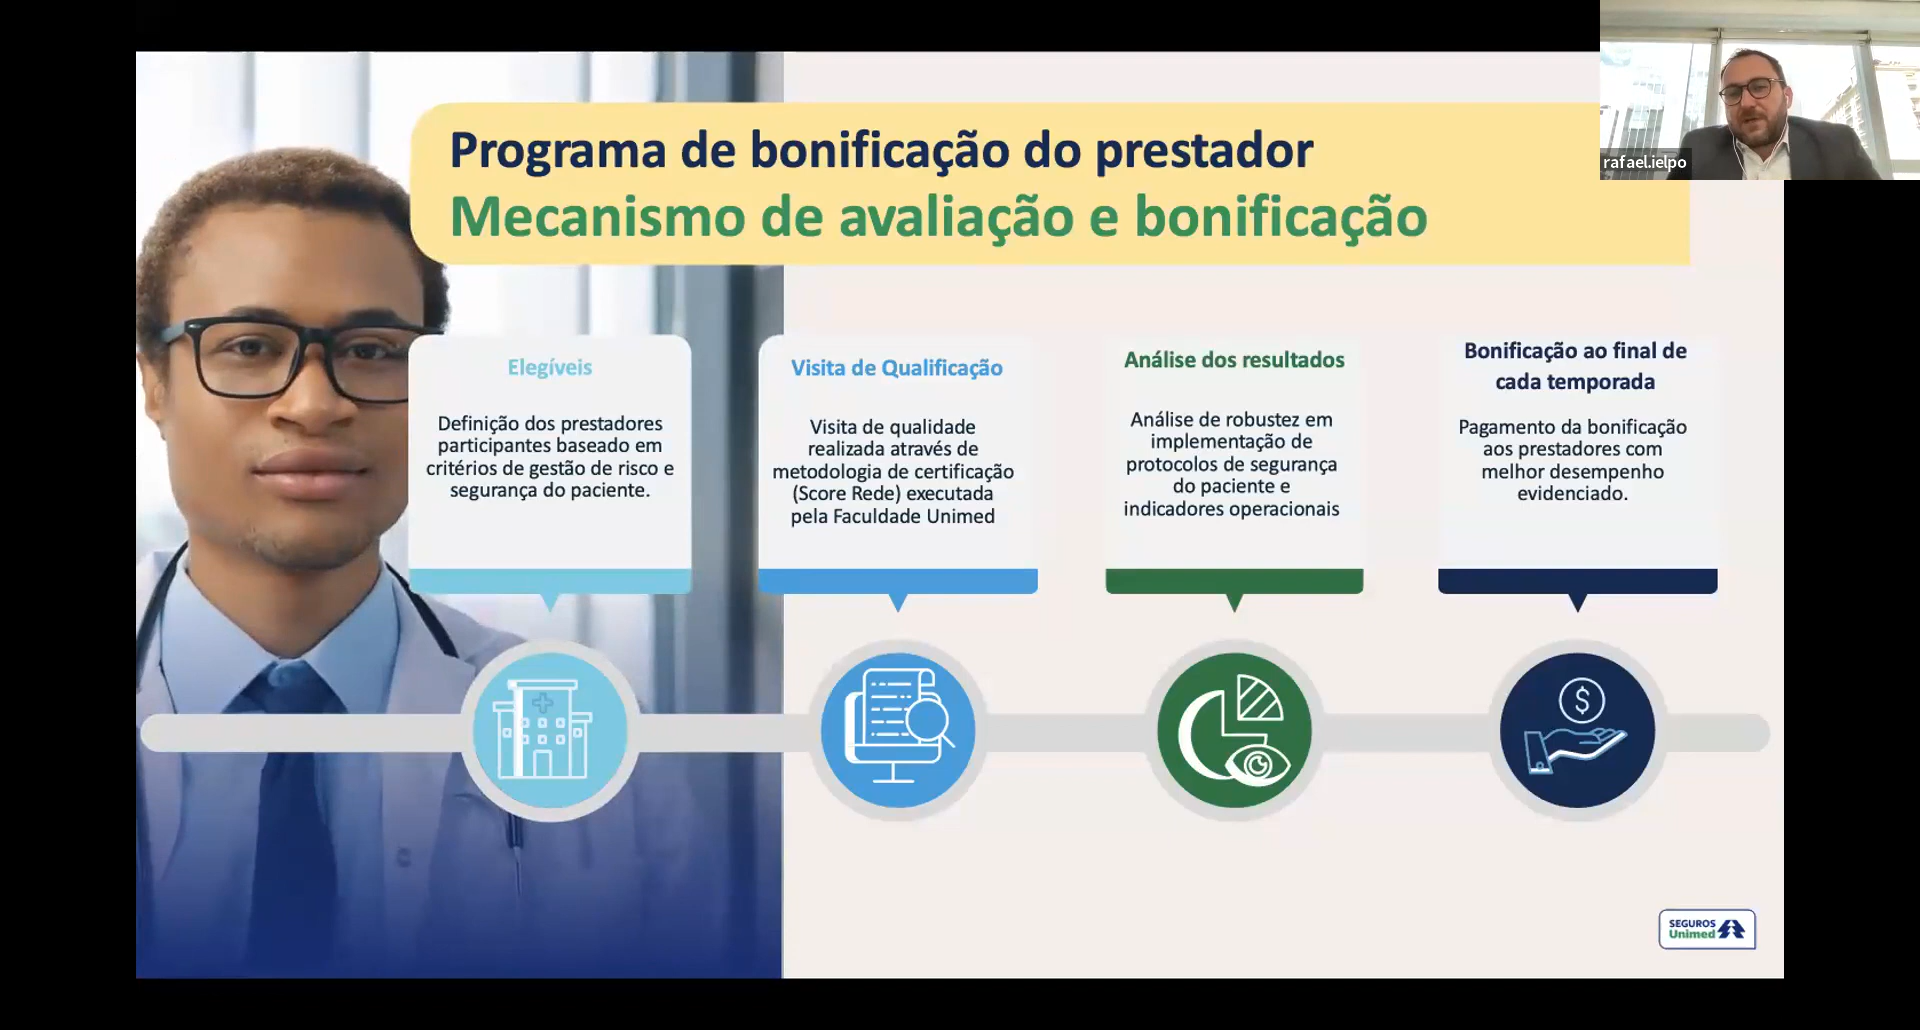 Programa de bonificação do prestador
Mecanismo de avaliação e bonificação
rafael.ielpo
Elegíveis
Definição dos prestadores
participantes baseado em
critérios de gestão de risco e
segurança do paciente.
Visita de Qualificação
Visita de qualidade
realizada através de
metodologia de certificação
(Score Rede) executada
pela Faculdade Unimed
Análise dos resultados
Análise de robustez em
implementação de
protocolos de segurança
do paciente e
indicadores operacionais
Bonificação ao final de
cada temporada
Pagamento da bonificação
aos prestadores com
melhor desempenho
evidenciado.
$
SEGUROS
Unimed